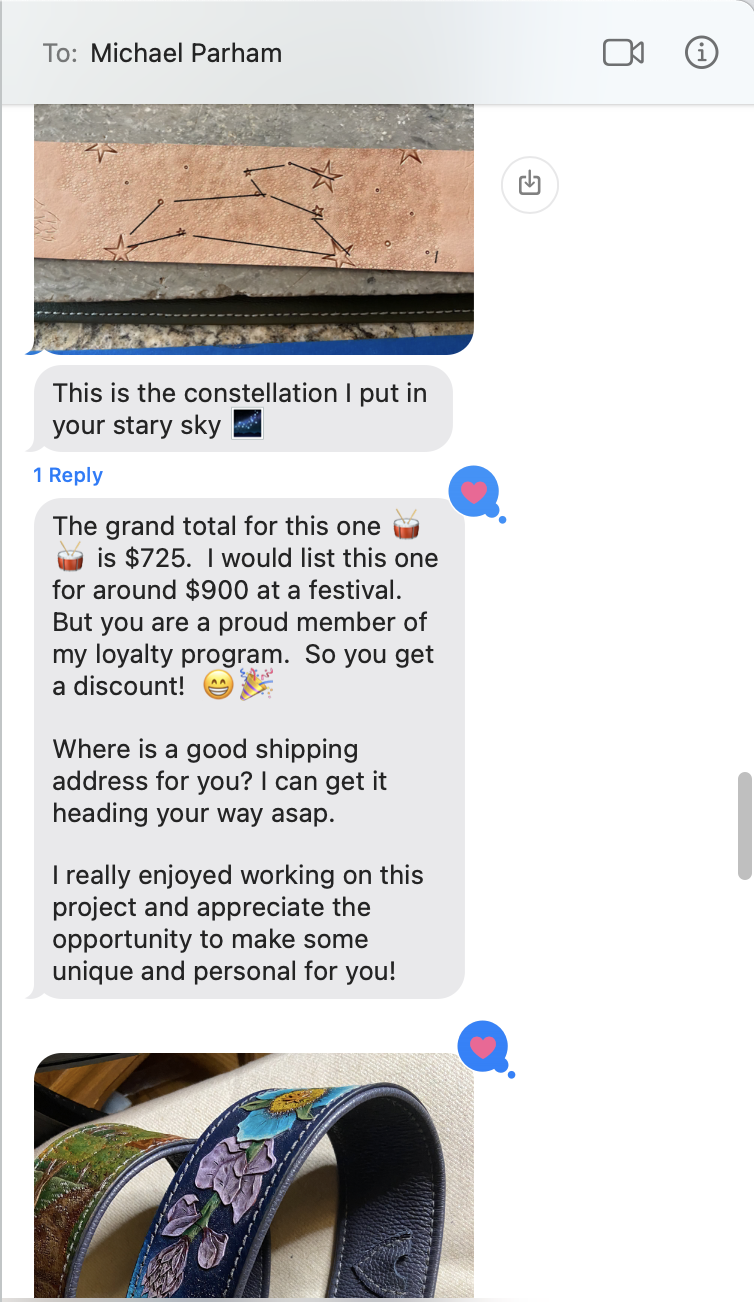 To: Michael Parham
This is the constellation I put in
your stary sky 🌌
1 Reply
The grand total for this one 🥁
🥁 is $725.  I would list this one
for around $900 at a festival.
But you are a proud member of
my loyalty program.  So you get
a discount!  😁🎉
Where is a good shipping
address for you? I can get it
heading your way asap.
I really enjoyed working on this
project and appreciate the
opportunity to make some
unique and personal for you!